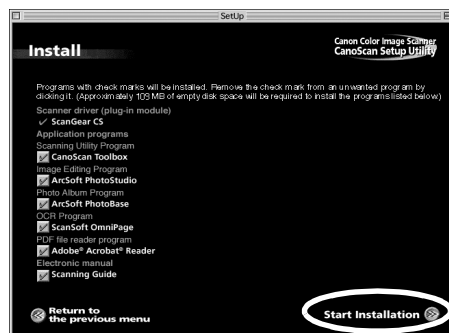 SetUp
Install
Canon Color Image Scanner
CanoScan Setup Utility
Programs with check marks will be installed. Remove the check mark from an unwanted program by
clicking it. (Approximately 109 MB of empty disk space will be required to install the programs listed below.)
Scanner driver (plug-in module)
ScanGear CS
Application programs
Scanning Utility Program
CanoScan Toolbox
Image Editing Program
ArcSoft PhotoStudio
Photo Album Program
ArcSoft PhotoBase
OCR Program
ScanSoft OmniPage
PDF file reader program
Adobe® Acrobat® Reader
Electronic manual
Scanning Guide
Return to
the previous menu
Start Installation